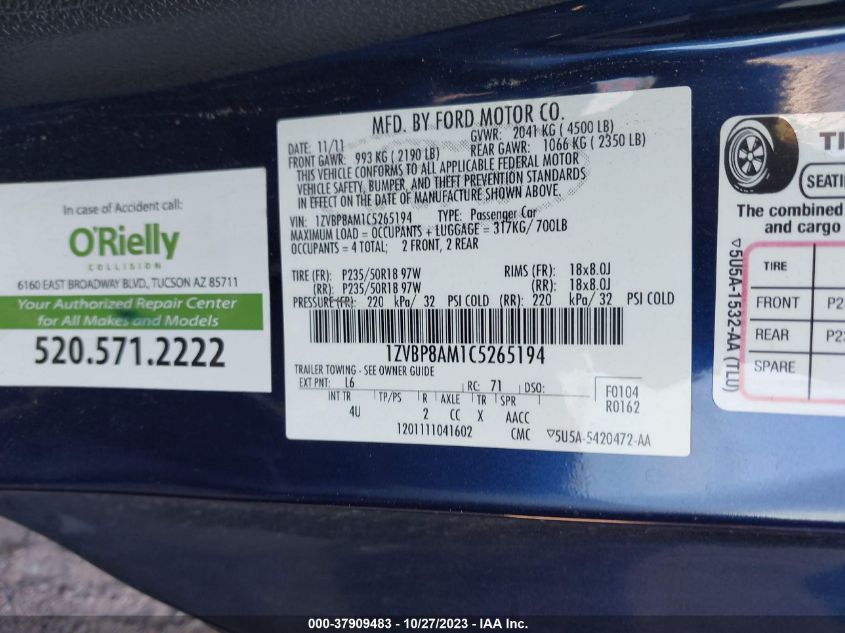 In case of Accident call:
O'Rielly
COLLISION
6160 EAST BROADWAY BLVD., TUCSON AZ 85711
Your Authorized Repair Center
for All Makes and Models
520.571.2222
MFD. BY FORD MOTOR CO.
DATE: 11/11 GVWR: 2041 KG ( 4500 LB)
FRONT GAWR: 993 KG ( 2190 LB) REAR GAWR: 1066 KG ( 2350 LB)
THIS VEHICLE CONFORMS TO ALL APPLICABLE FEDERAL MOTOR
VEHICLE SAFETY, BUMPER, AND THEFT PREVENTION STANDARDS
IN EFFECT ON THE DATE OF MANUFACTURE SHOWN ABOVE.
VIN: 1ZVBP8AM1C5265194 TYPE: Passenger Car
MAXIMUM LOAD = OCCUPANTS + LUGGAGE = 317KG/ 700LB
OCCUPANTS = 4 TOTAL; 2 FRONT, 2 REAR
TIRE (FR): P235/50R18 97W RIMS (FR): 18x8.0J
(RR): P235/50R18 97W (RR): 18x8.0J
PRESSURE (FR): 220 kPa/ 32 PSI COLD (RR): 220 kPa/ 32 PSI COLD
1ZVBP8AM1C5265194
TRAILER TOWING - SEE OWNER GUIDE
EXT PNT: L6 RC: 71 DSO: F0104
INT TR TP/PS R AXLE TR SPR R0162
4U 2 CC X AACC
1201111041602 CMC ▽5U5A-5420472-AA
TI
SEATI
The combined
and cargo
▽5U5A-1532-AA (TLU)
TIRE
FRONT P2
REAR P23
SPARE
000-37909483 - 10/27/2023 - 121AC Inc.